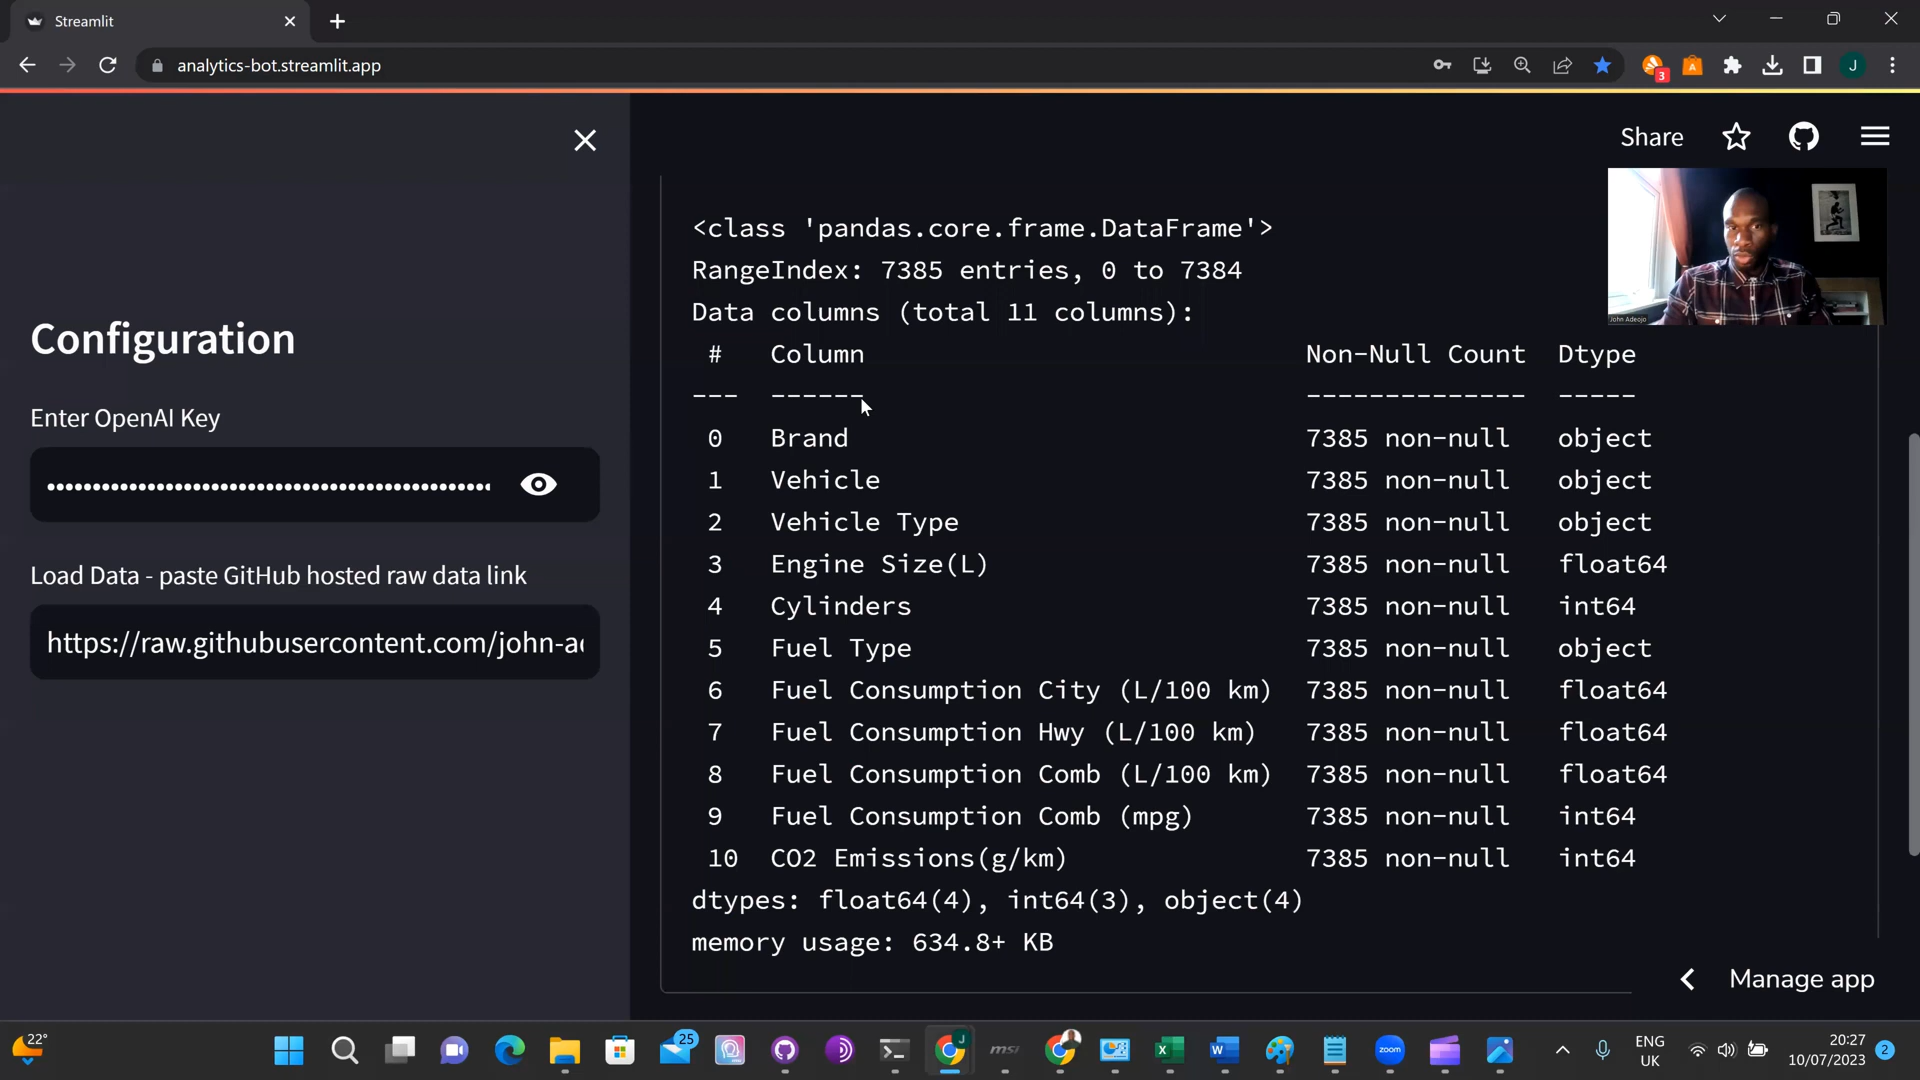 Streamlit
analytics-bot.streamlit.app
3
J
Share
<class 'pandas.core.frame.DataFrame'>
RangeIndex: 7385 entries, 0 to 7384
Data columns (total 11 columns):
# Column Non-Null Count Dtype
--- ------ -------------- -----
0 Brand 7385 non-null object
1 Vehicle 7385 non-null object
2 Vehicle Type 7385 non-null object
3 Engine Size(L) 7385 non-null float64
4 Cylinders 7385 non-null int64
5 Fuel Type 7385 non-null object
6 Fuel Consumption City (L/100 km) 7385 non-null float64
7 Fuel Consumption Hwy (L/100 km) 7385 non-null float64
8 Fuel Consumption Comb (L/100 km) 7385 non-null float64
9 Fuel Consumption Comb (mpg) 7385 non-null int64
10 CO2 Emissions(g/km) 7385 non-null int64
dtypes: float64(4), int64(3), object(4)
memory usage: 634.8+ KB
Configuration
Enter OpenAI Key
Load Data - paste GitHub hosted raw data link
https://raw.githubusercontent.com/john-a
John Adeojo
Manage app
22°
25
J
msi
zoom
ENG
UK
20:27
10/07/2023
2